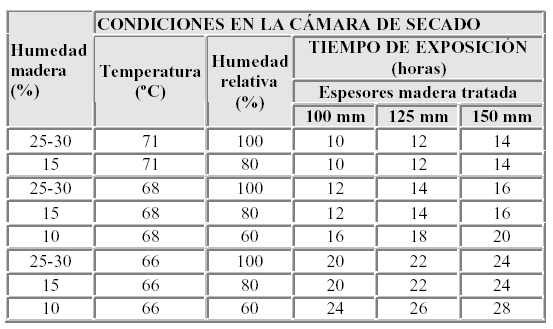 CONDICIONES EN LA CÁMARA DE SECADO
Humedad
madera
(%)
Temperatura
(ºC)
Humedad
relativa
(%)
TIEMPO DE EXPOSICIÓN
(horas)
Espesores madera tratada
100 mm 125 mm 150 mm
25-30 71 100 10 12 14
15 71 80 10 12 14
25-30 68 100 12 14 16
15 68 80 12 14 16
10 68 60 16 18 20
25-30 66 100 20 22 24
15 66 80 20 22 24
10 66 60 24 26 28